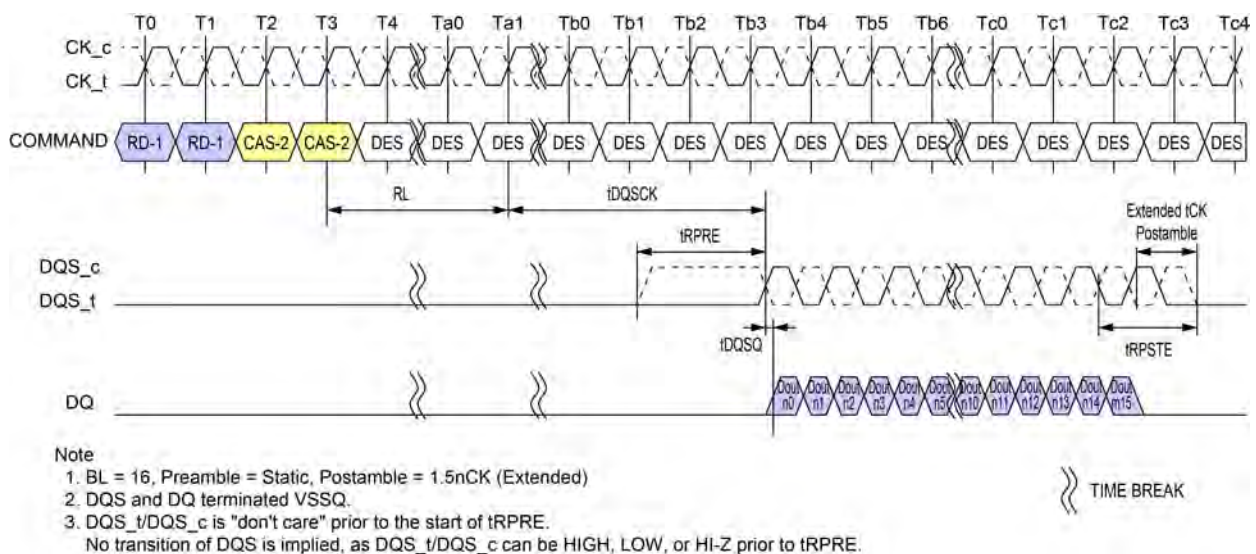 T0 T1 T2 T3 T4 Ta0 Ta1 Tb0 Tb1 Tb2 Tb3 Tb4 Tb5 Tb6 Tc0 Tc1 Tc2 Tc3 Tc4
CK_c
CK_t
COMMAND RD-1 RD-1 CAS-2 CAS-2 DES DES DES DES DES DES DES DES DES DES DES DES DES DES DES
RL tDQSCK
Extended tCK
Postamble
tRPRE
DQS_c
DQS_t
tDQSQ
tRPSTE
DQ
Dout Dout Dout Dout Dout Dout Dout Dout Dout Dout Dout Dout
n0 n1 n2 n3 n4 n5 n10 n11 n12 n13 n14 m15
Note
1. BL = 16, Preamble = Static, Postamble = 1.5nCK (Extended)
2. DQS and DQ terminated VSSQ.
3. DQS_t/DQS_c is "don't care" prior to the start of tRPRE.
No transition of DQS is implied, as DQS_t/DQS_c can be HIGH, LOW, or HI-Z prior to tRPRE.
TIME BREAK